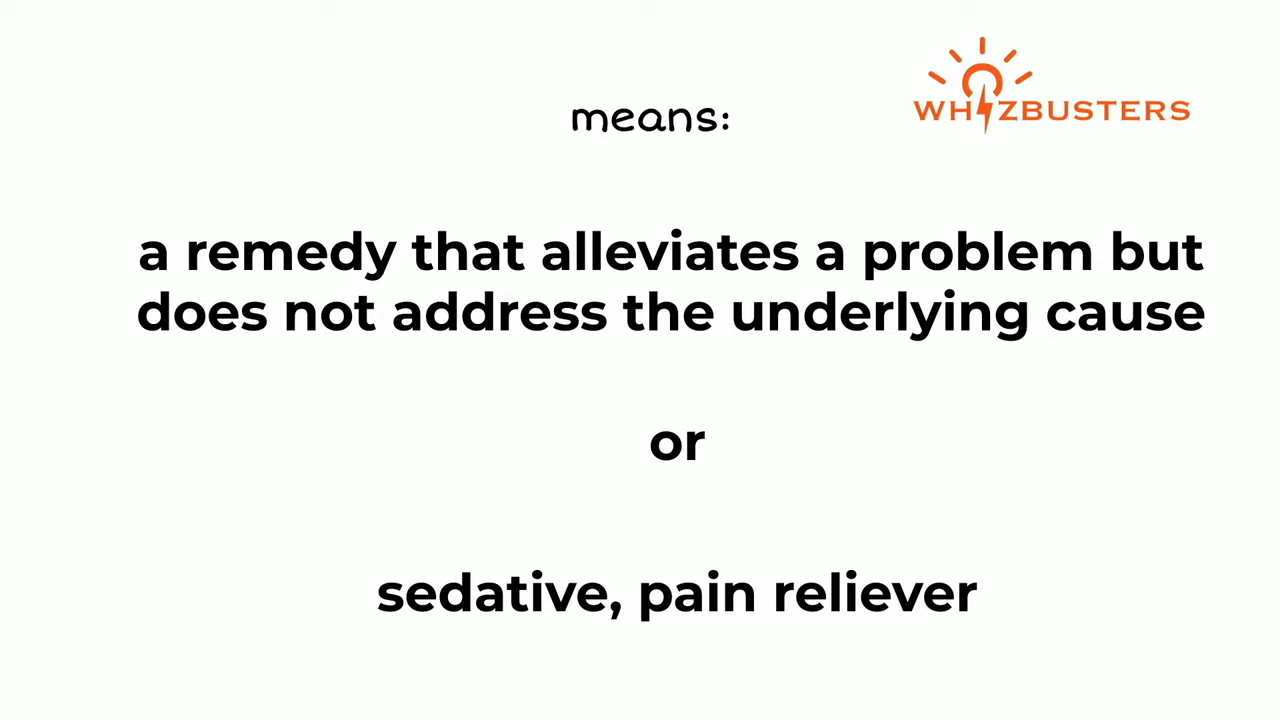 WHIZBUSTERS
means:
a remedy that alleviates a problem but
does not address the underlying cause
or
sedative, pain reliever